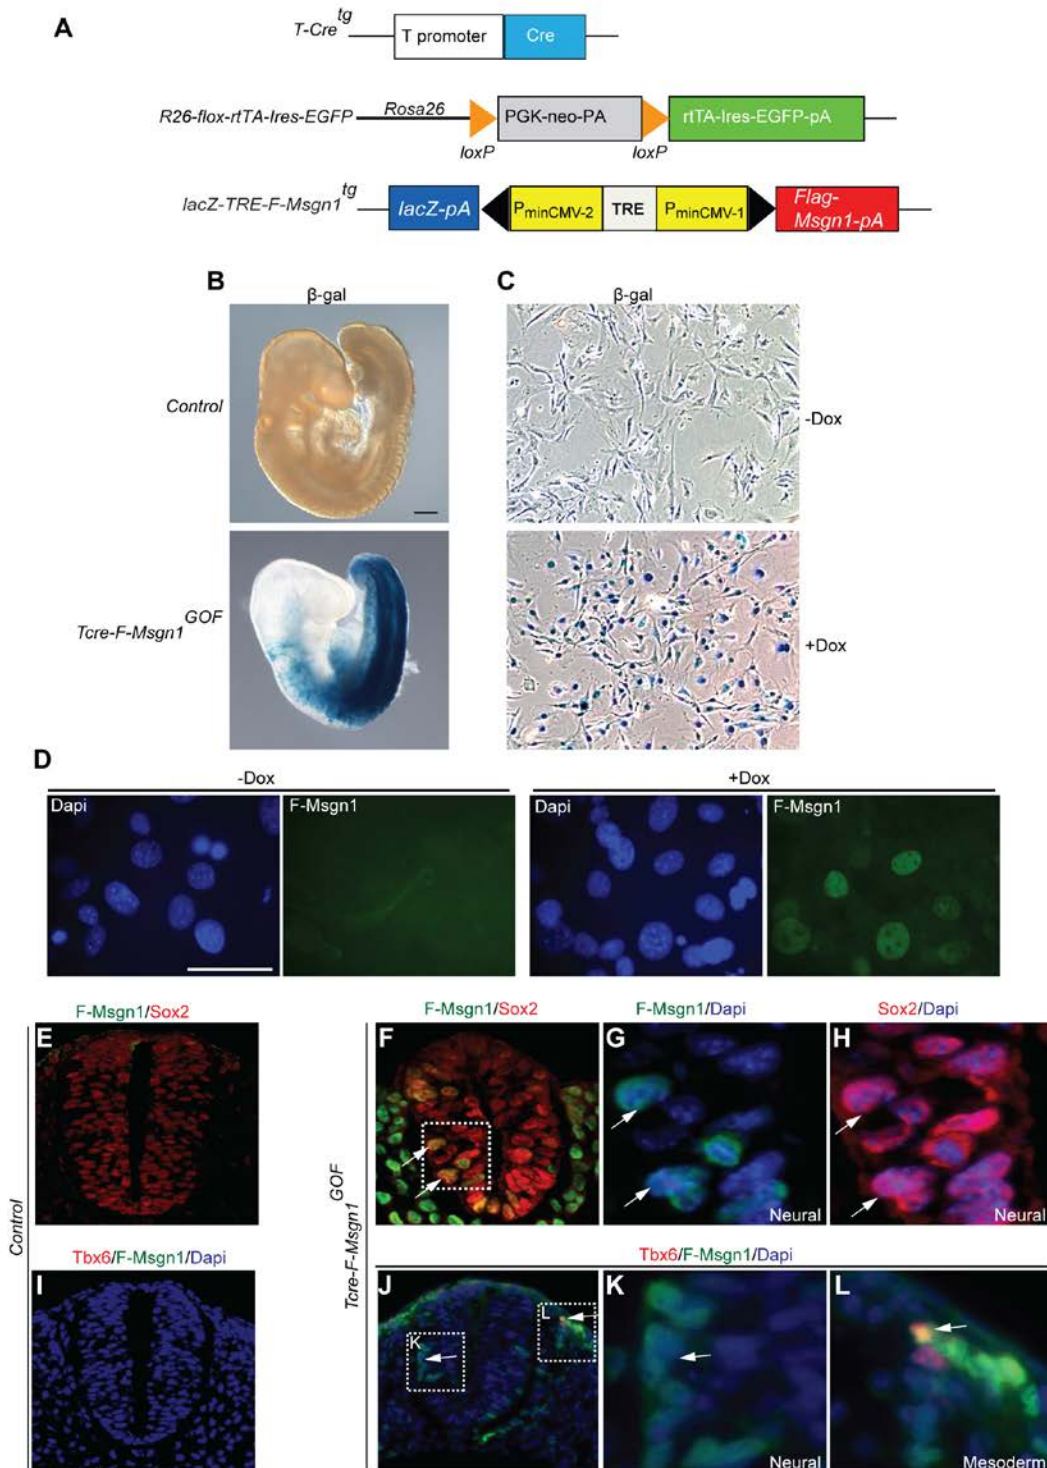 A
T-Cre tg
T promoter
Cre
R26-flox-rtTA-Ires-EGFP
Rosa26
PGK-neo-PA
rtTA-Ires-EGFP-pA
loxP
loxP
lacZ-TRE-F-Msgn1 tg
lacZ-pA
PminCMV-2
TRE
PminCMV-1
Flag-
Msgn1-pA
B
C
β-gal
β-gal
Control
-Dox
Tcre-F-Msgn1 GOF
+Dox
D
-Dox
+Dox
Dapi
F-Msgn1
Dapi
F-Msgn1
F-Msgn1/Sox2
F-Msgn1/Sox2
F-Msgn1/Dapi
Sox2/Dapi
E
F
G
H
Neural
Neural
Control
Tcre-F-Msgn1 GOF
Tbx6/F-Msgn1/Dapi
Tbx6/F-Msgn1/Dapi
I
J
K
L
K
L
Neural
Mesoderm